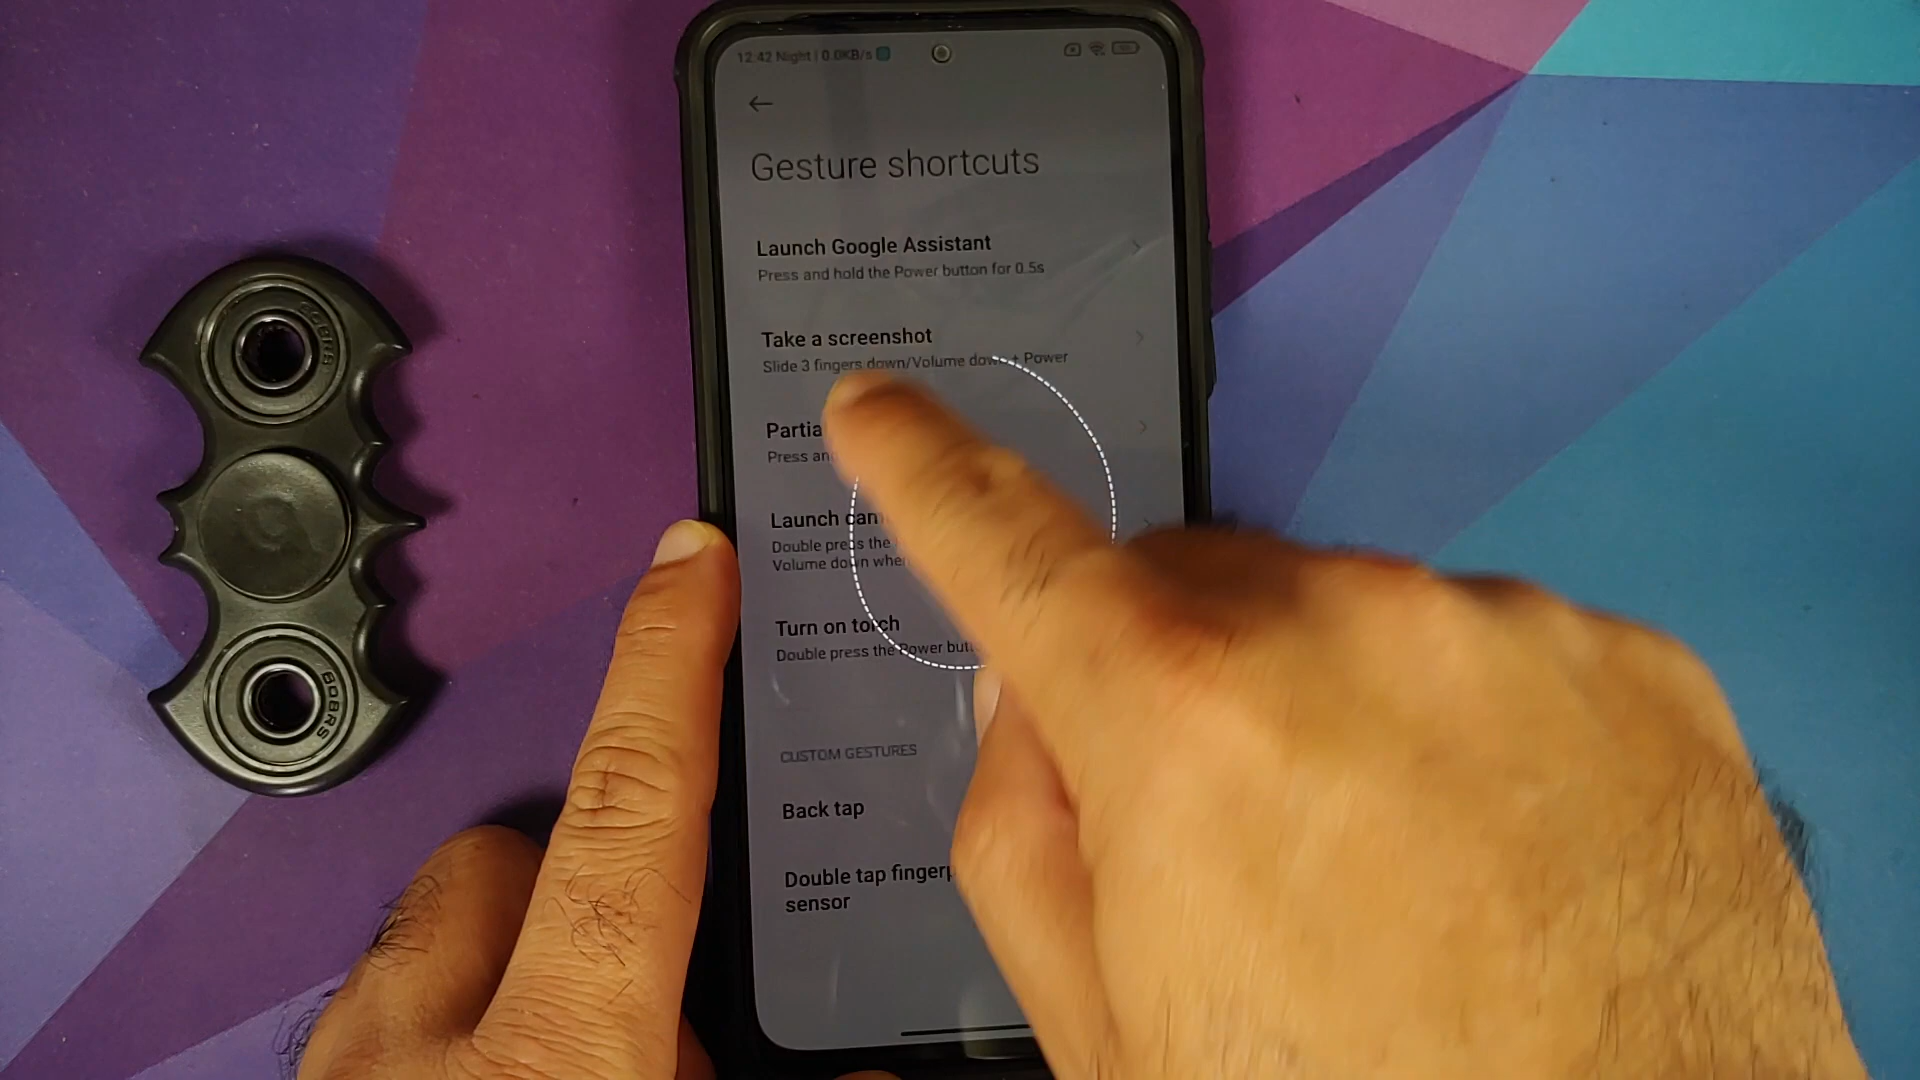 12:42 Night | 0.0KB/s
Gesture shortcuts
Launch Google Assistant
Press and hold the Power button for 0.5s
Take a screenshot
Slide 3 fingers down/Volume down + Power
Partia
Press an
Launch cam
Double press the
Volume down when
Turn on torch
Double press the Power butt
CUSTOM GESTURES
Back tap
Double tap fingerp
sensor
BOBRS
BOBRS